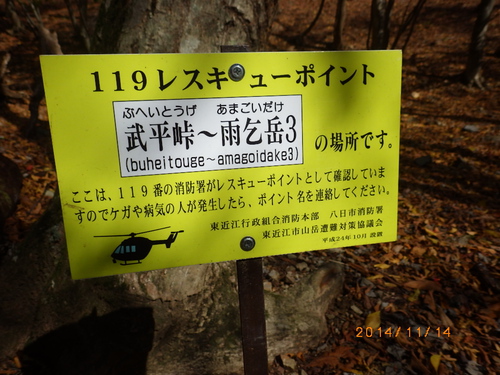 119レスキューポイント
ぶへいとうげ あまごいだけ
武平峠～雨乞岳3
(buheitouge～amagoidake3)
の場所です。
ここは、119番の消防署がレスキューポイントとして確認していま
すのでケガや病気の人が発生したら、ポイント名を連絡してください。
東近江行政組合消防本部 八日市消防署
東近江市山岳遭難対策協議会
平成24年10月 設置
2014/11/14